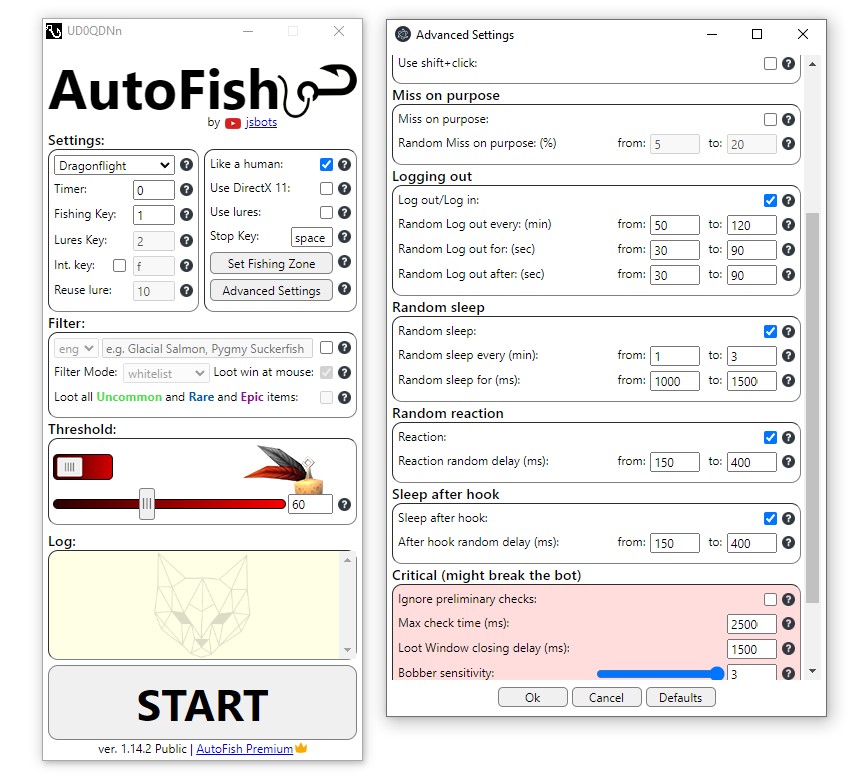 UD0QDNn
AutoFish
by jsbots
Settings:
Dragonflight ?
Timer: 0 ?
Fishing Key: 1 ?
Lures Key: 2 ?
Int. key: f ?
Reuse lure: 10 ?
Like a human: ?
Use DirectX 11: ?
Use lures: ?
Stop Key: space ?
Set Fishing Zone ?
Advanced Settings ?
Filter:
eng e.g. Glacial Salmon, Pygmy Suckerfish ?
Filter Mode: whitelist Loot win at mouse: ?
Loot all Uncommon and Rare and Epic items: ?
Threshold:
60 ?
Log:
START
ver. 1.14.2 Public | AutoFish Premium
Advanced Settings
Use shift+click: ?
Miss on purpose
Miss on purpose: ?
Random Miss on purpose: (%) from: 5 to: 20 ?
Logging out
Log out/Log in: ?
Random Log out every: (min) from: 50 to: 120 ?
Random Log out for: (sec) from: 30 to: 90 ?
Random Log out after: (sec) from: 30 to: 90 ?
Random sleep
Random sleep: ?
Random sleep every (min): from: 1 to: 3 ?
Random sleep for (ms): from: 1000 to: 1500 ?
Random reaction
Reaction: ?
Reaction random delay (ms): from: 150 to: 400 ?
Sleep after hook
Sleep after hook: ?
After hook random delay (ms): from: 150 to: 400 ?
Critical (might break the bot)
Ignore preliminary checks: ?
Max check time (ms): 2500 ?
Loot Window closing delay (ms): 1500 ?
Bobber sensitivity: 3 ?
Ok Cancel Defaults